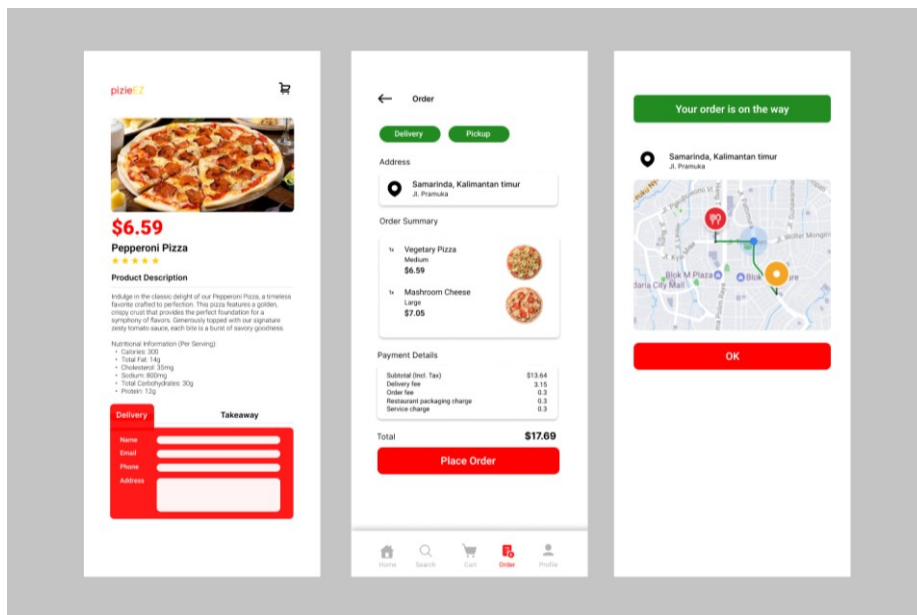 pizieEZ
$6.59
Pepperoni Pizza
Product Description
Indulge in the classic delight of our Pepperoni Pizza, a timeless
favorite crafted to perfection. This pizza features a golden,
crispy crust that provides the perfect foundation for a
symphony of flavors. Generously topped with our signature
zesty tomato sauce, each bite is a burst of savory goodness.
Nutritional Information (Per Serving):
• Calories: 300
• Total Fat: 14g
• Cholesterol: 35mg
• Sodium: 800mg
• Total Carbohydrates: 30g
• Protein: 12g
Delivery Takeaway
Name
Email
Phone
Address
Order
Delivery Pickup
Address
Samarinda, Kalimantan timur
Jl. Pramuka
Order Summary
1x Vegetary Pizza
Medium
$6.59
1x Mashroom Cheese
Large
$7.05
Payment Details
Subtotal (Incl. Tax) $13.64
Delivery fee 3.15
Order fee 0.3
Restaurant packaging charge 0.3
Service charge 0.3
Total $17.69
Place Order
Home Search Cart Order Profile
Your order is on the way
Samarinda, Kalimantan timur
Jl. Pramuka
Jl. Wolter Mongin
Blok M Plaza
Blok
daria City Mall
OK